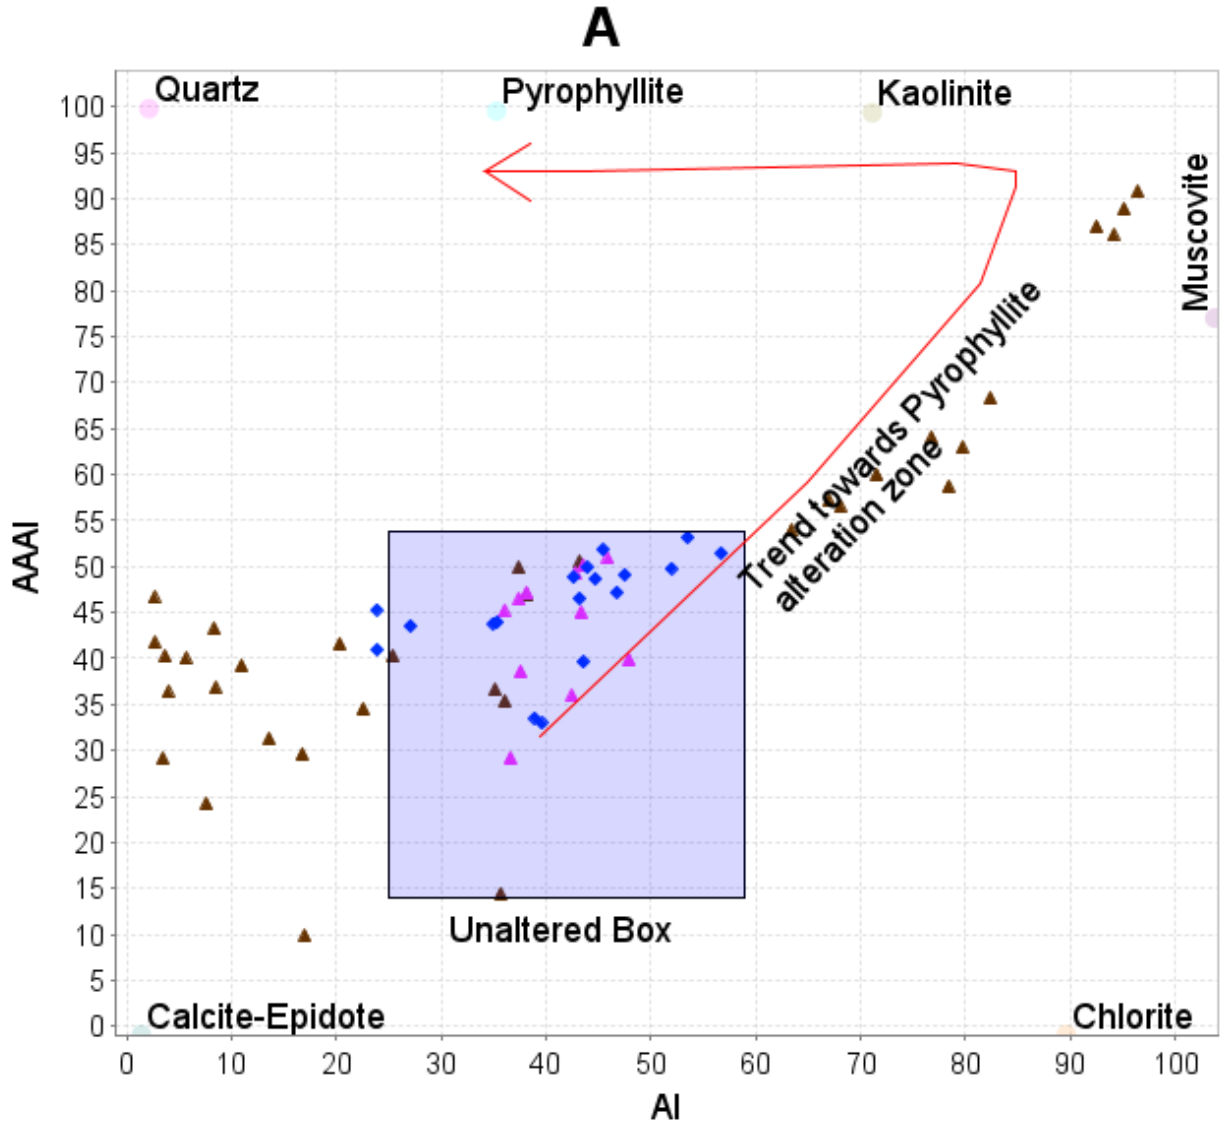 A
Quartz
Pyrophyllite
Kaolinite
100
95
90
85
80
75
70
65
60
55
50
45
40
35
30
25
20
15
10
5
0
Muscovite
Trend towards Pyrophyllite
alteration zone
AAAI
Unaltered Box
Calcite-Epidote
Chlorite
0 10 20 30 40 50 60 70 80 90 100
AI